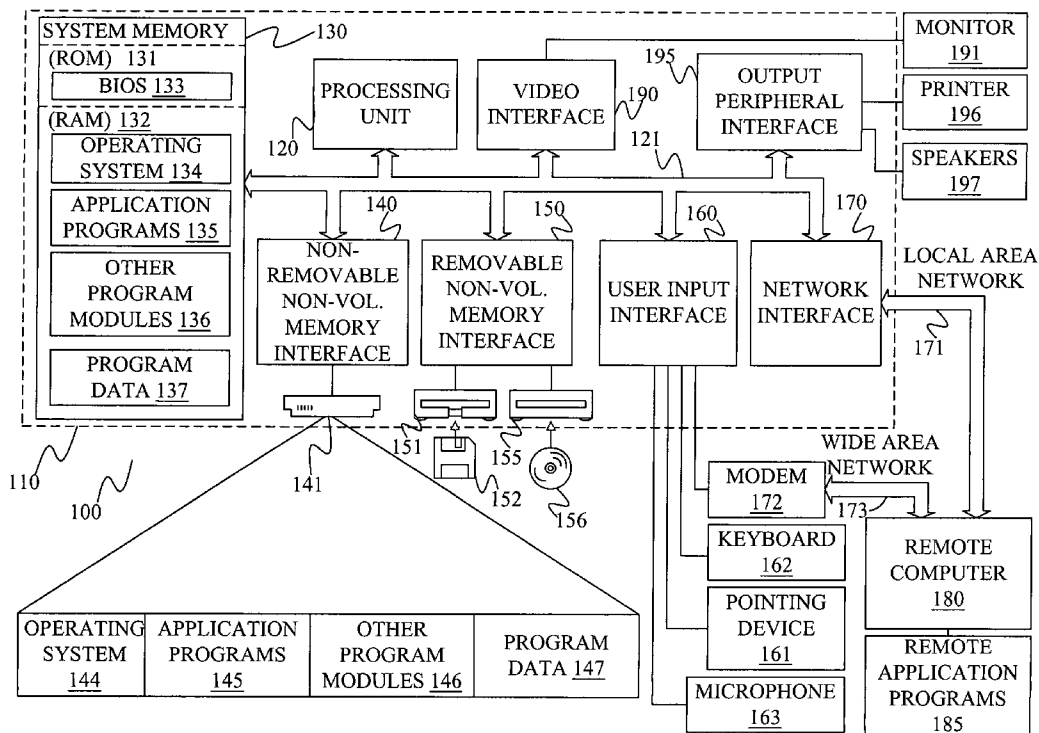 SYSTEM MEMORY
130
(ROM) 131
BIOS 133
(RAM) 132
OPERATING
SYSTEM 134
APPLICATION
PROGRAMS 135
OTHER
PROGRAM
MODULES 136
PROGRAM
DATA 137
PROCESSING
UNIT
120
VIDEO
INTERFACE
190
195
OUTPUT
PERIPHERAL
INTERFACE
121
MONITOR
191
PRINTER
196
SPEAKERS
197
140
NON-
REMOVABLE
NON-VOL.
MEMORY
INTERFACE
150
REMOVABLE
NON-VOL.
MEMORY
INTERFACE
160
USER INPUT
INTERFACE
170
NETWORK
INTERFACE
LOCAL AREA
NETWORK
171
141
151
152
155
156
110
100
WIDE AREA
NETWORK
173
MODEM
172
KEYBOARD
162
POINTING
DEVICE
161
MICROPHONE
163
REMOTE
COMPUTER
180
REMOTE
APPLICATION
PROGRAMS
185
OPERATING
SYSTEM
144
APPLICATION
PROGRAMS
145
OTHER
PROGRAM
MODULES 146
PROGRAM
DATA 147